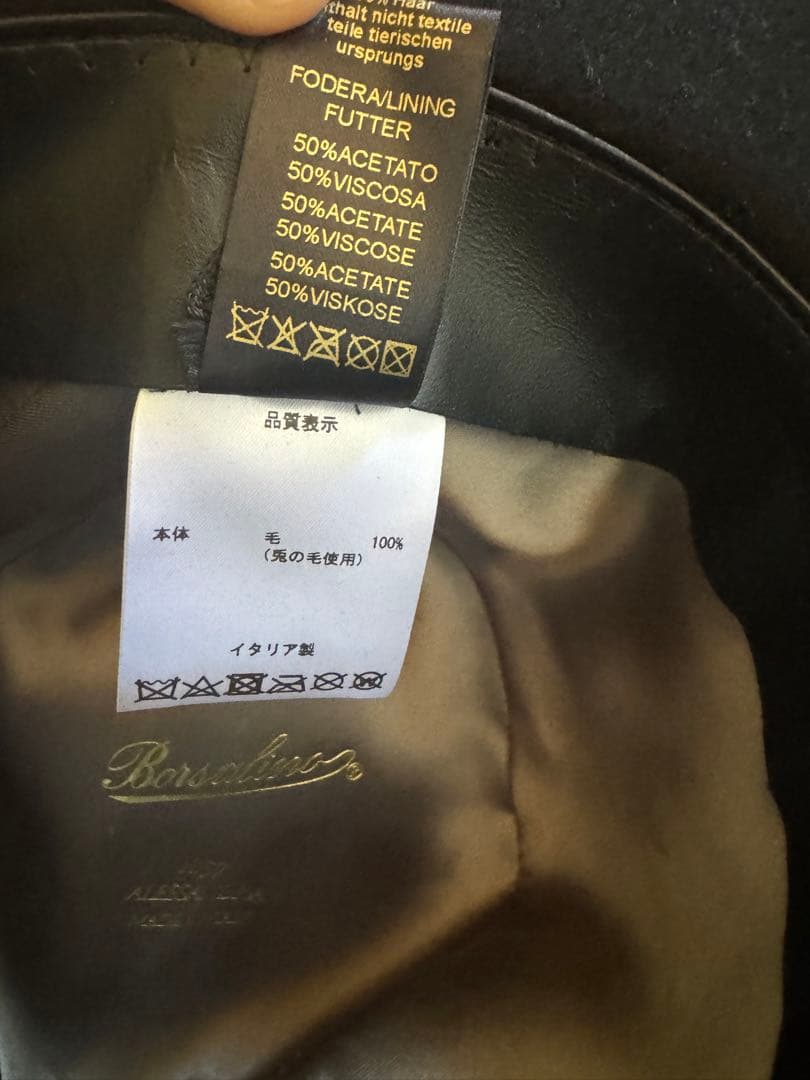 Haar
thalt nicht textile
teile tierischen
ursprungs
FODERA/LINING
FUTTER
50%ACETATO
50%VISCOSA
50%ACETATE
50%VISCOSE
50%ACETATE
50%VISKOSE
品質表示
本体 毛 100%
(兎の毛使用)
イタリア製
Borsalino®